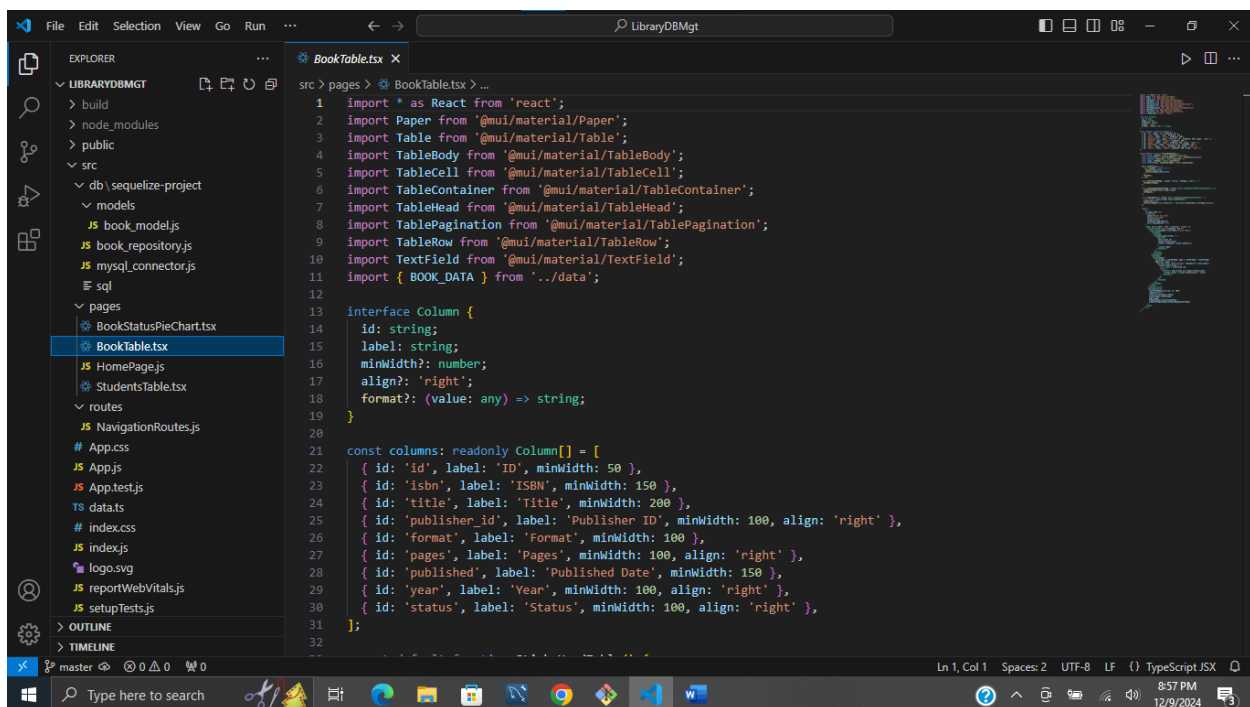 File Edit Selection View Go Run ···
LibraryDBMgt
EXPLORER ···
LIBRARYDBMGT
> build
> node_modules
> public
src
db \ sequelize-project
models
JS book_model.js
JS book_repository.js
JS mysql_connector.js
sql
pages
BookStatusPieChart.tsx
BookTable.tsx
JS HomePage.js
StudentsTable.tsx
routes
JS NavigationRoutes.js
# App.css
JS App.js
JS App.test.js
TS data.ts
# index.css
JS index.js
logo.svg
JS reportWebVitals.js
JS setupTests.js
> OUTLINE
> TIMELINE
BookTable.tsx ×
src > pages > BookTable.tsx > ...
1 import * as React from 'react';
2 import Paper from '@mui/material/Paper';
3 import Table from '@mui/material/Table';
4 import TableBody from '@mui/material/TableBody';
5 import TableCell from '@mui/material/TableCell';
6 import TableContainer from '@mui/material/TableContainer';
7 import TableHead from '@mui/material/TableHead';
8 import TablePagination from '@mui/material/TablePagination';
9 import TableRow from '@mui/material/TableRow';
10 import TextField from '@mui/material/TextField';
11 import { BOOK_DATA } from '../data';
12
13 interface Column {
14 id: string;
15 label: string;
16 minWidth?: number;
17 align?: 'right';
18 format?: (value: any) => string;
19 }
20
21 const columns: readonly Column[] = [
22 { id: 'id', label: 'ID', minWidth: 50 },
23 { id: 'isbn', label: 'ISBN', minWidth: 150 },
24 { id: 'title', label: 'Title', minWidth: 200 },
25 { id: 'publisher_id', label: 'Publisher ID', minWidth: 100, align: 'right' },
26 { id: 'format', label: 'Format', minWidth: 100 },
27 { id: 'pages', label: 'Pages', minWidth: 100, align: 'right' },
28 { id: 'published', label: 'Published Date', minWidth: 150 },
29 { id: 'year', label: 'Year', minWidth: 100, align: 'right' },
30 { id: 'status', label: 'Status', minWidth: 100, align: 'right' },
31 ];
32
master 0 0 0 Ln 1, Col 1 Spaces: 2 UTF-8 LF {} TypeScript JSX
Type here to search
8:57 PM
12/9/2024
3